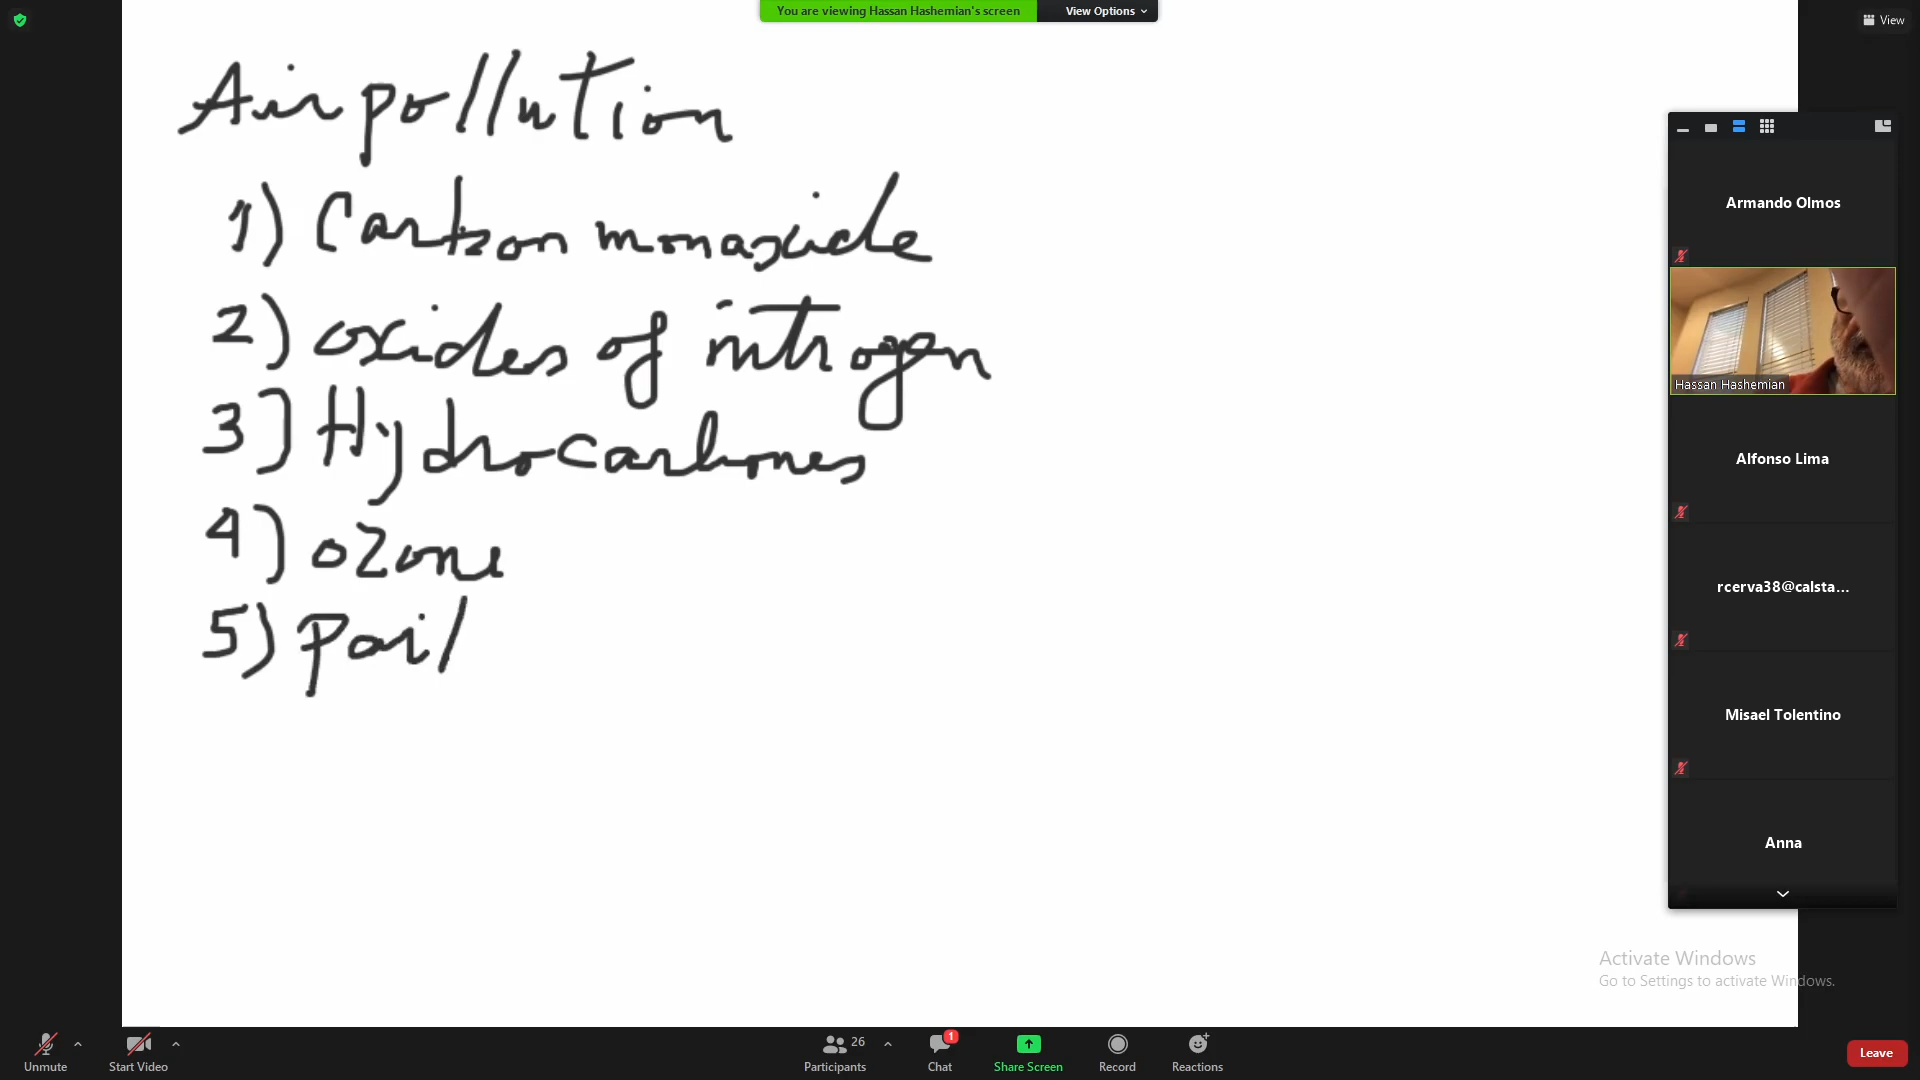 You are viewing Hassan Hashemian's screen
View Options
View
Air pollution
1) Carbon monoxide
2) oxides of nitrogen
3) Hydrocarbones
4) ozone
5) Pail
Armando Olmos
Hassan Hashemian
Alfonso Lima
rcerva38@calsta...
Misael Tolentino
Anna
Activate Windows
Go to Settings to activate Windows.
Unmute
Start Video
26
Participants
1
Chat
Share Screen
Record
Reactions
Leave